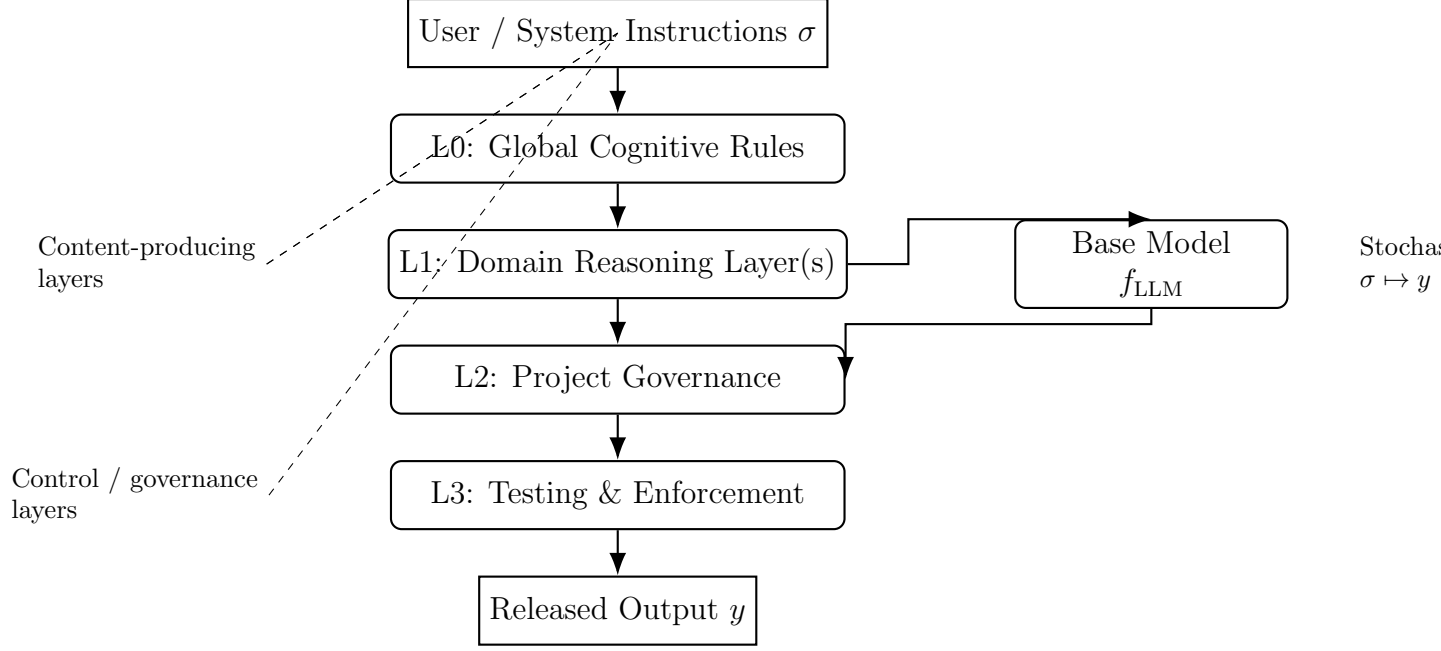 User / System Instructions σ
L0: Global Cognitive Rules
Content-producing
layers
L1: Domain Reasoning Layer(s)
Base Model
f_LLM
σ ↦ y
L2: Project Governance
Control / governance
layers
L3: Testing & Enforcement
Released Output y